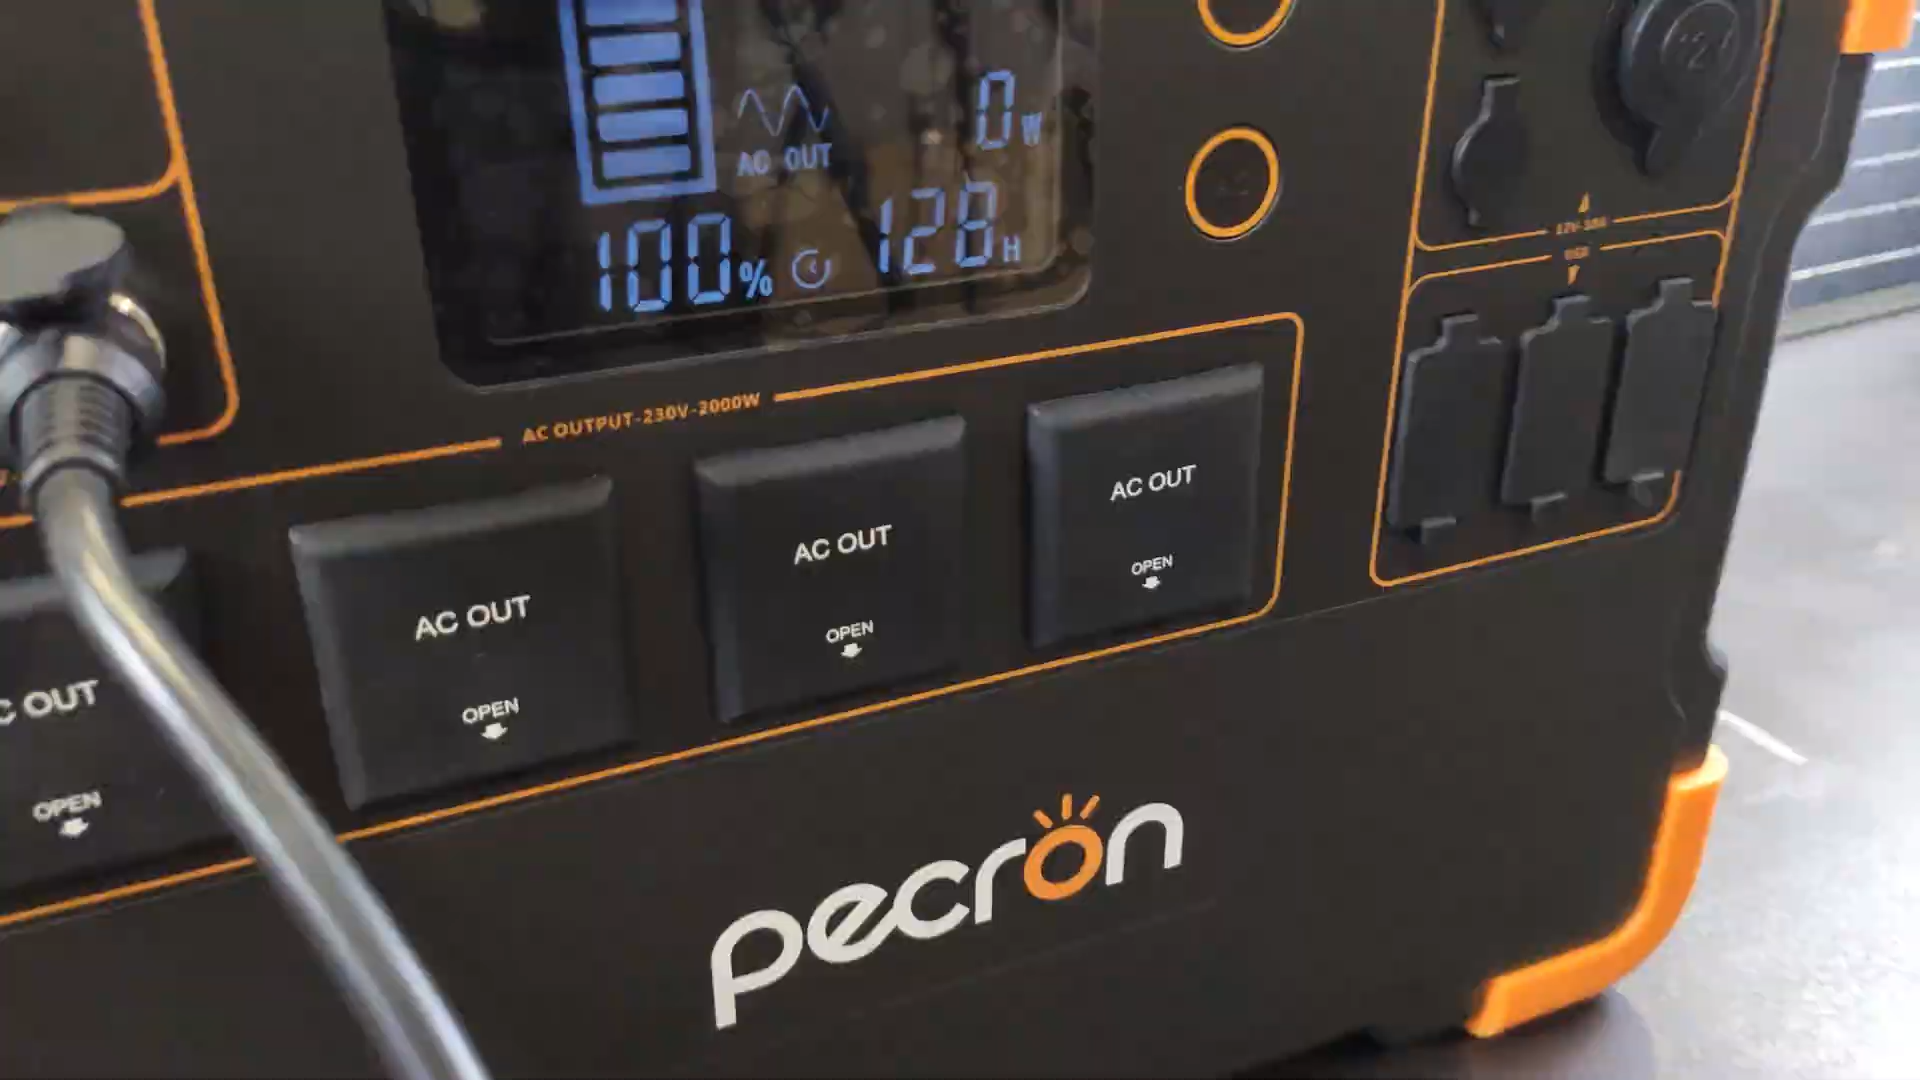 0W
AC OUT
100% 128H
AC OUTPUT-230V-2000W
AC OUT
OPEN
AC OUT
OPEN
AC OUT
OPEN
C OUT
OPEN
pecron
USB